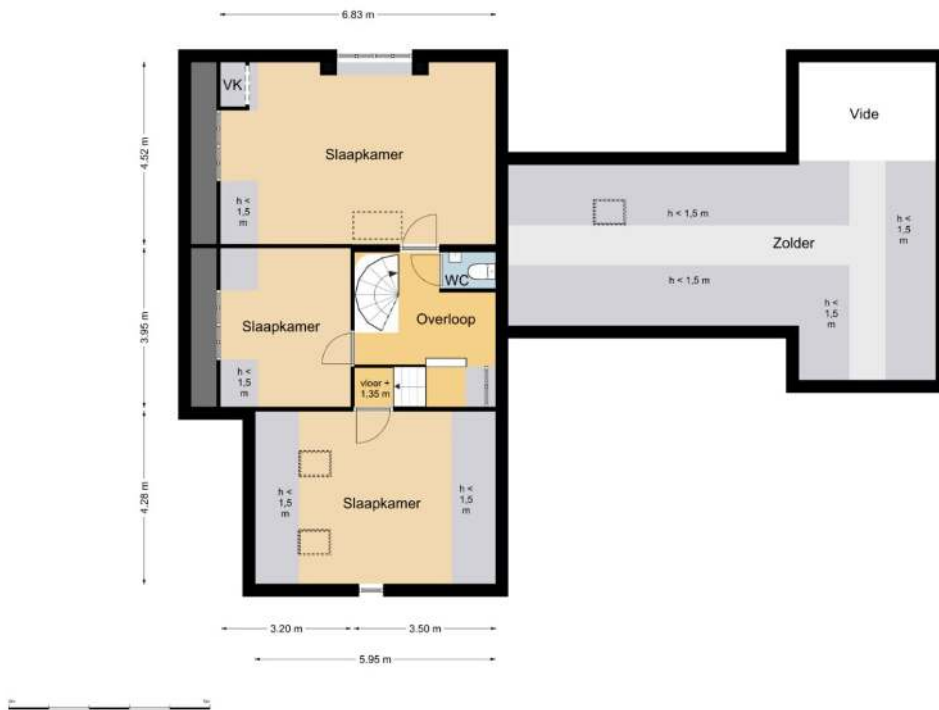 6.83 m
VK
Vide
4.52 m
Slaapkamer
h <
1,5
m
h < 1,5 m
h <
1,5
m
Zolder
WC
h < 1,5 m
h <
1,5
m
3.95 m
Slaapkamer
Overloop
h <
1,5
m
vloer +
1,35 m
4.28 m
h <
1,5
m
Slaapkamer
h <
1,5
m
3.20 m
3.50 m
5.95 m